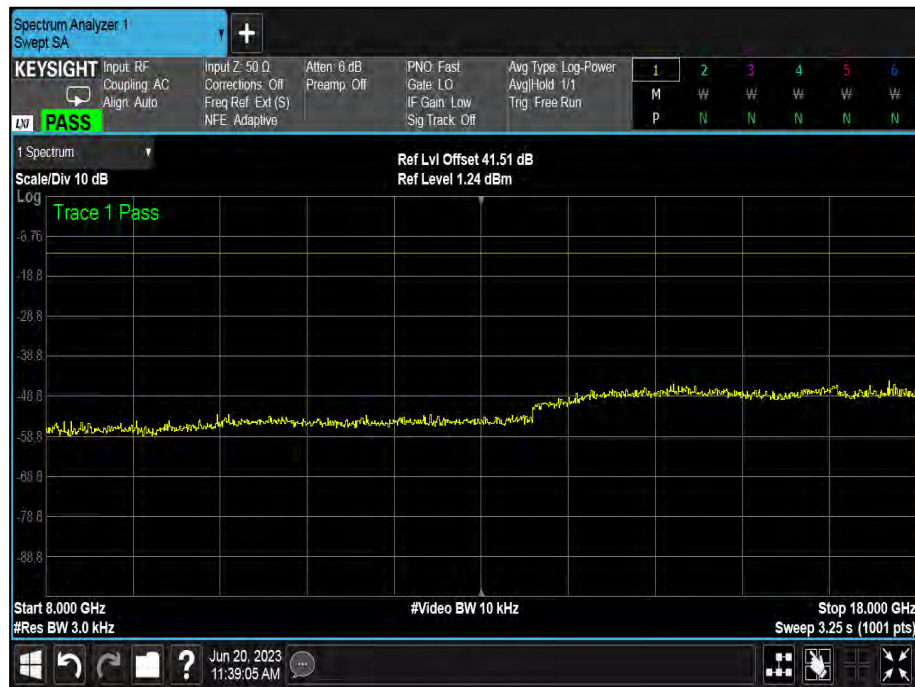 Spectrum Analyzer 1
Swept SA
+
KEYSIGHT
LXI PASS
Input: RF
Coupling: AC
Align: Auto
Input Z: 50 Ω
Corrections: Off
Freq Ref: Ext (S)
NFE: Adaptive
Atten: 6 dB
Preamp: Off
PNO: Fast
Gate: LO
IF Gain: Low
Sig Track: Off
Avg Type: Log-Power
Avg|Hold: 1/1
Trig: Free Run
1 2 3 4 5 6
M W W W W W
P N N N N N
1 Spectrum
Scale/Div 10 dB
Ref Lvl Offset 41.51 dB
Ref Level 1.24 dBm
Log
Trace 1 Pass
-8.76
-18.8
-28.8
-38.8
-48.8
-58.8
-68.8
-78.8
-88.8
Start 8.000 GHz
#Res BW 3.0 kHz
#Video BW 10 kHz
Stop 18.000 GHz
Sweep 3.25 s (1001 pts)
?
Jun 20, 2023
11:39:05 AM